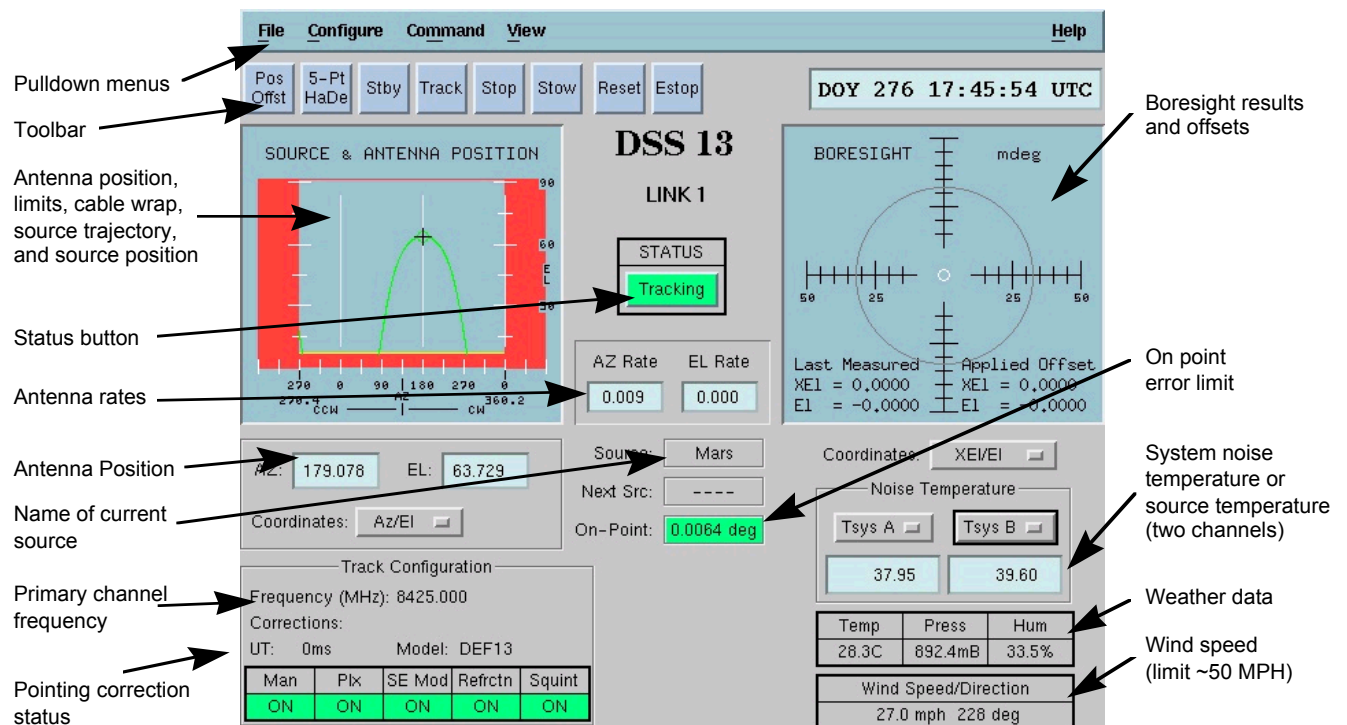 File Configure Command View Help
Pulldown menus
Pos Offst
5-Pt HaDe
Stby
Track
Stop
Stow
Reset
Estop
DOY 276 17:45:54 UTC
Toolbar
Boresight results
and offsets
SOURCE & ANTENNA POSITION
90
60
EL
30
270 0 90 180 270 0
270.4 AZ 360.2
CCW CW
Antenna position,
limits, cable wrap,
source trajectory,
and source position
DSS 13
LINK 1
STATUS
Tracking
Status button
BORESIGHT mdeg
50 25 25 50
Last Measured Applied Offset
XEl = 0.0000 XEl = 0.0000
El = -0.0000 El = -0.0000
AZ Rate EL Rate
0.009 0.000
Antenna rates
On point
error limit
Antenna Position
AZ: 179.078 EL: 63.729
Coordinates: Az/El
Name of current
source
Source: Mars
Next Src: ----
On-Point: 0.0064 deg
Coordinates: XEl/El
Noise Temperature
Tsys A Tsys B
37.95 39.60
System noise
temperature or
source temperature
(two channels)
Track Configuration
Frequency (MHz): 8425.000
Corrections:
UT: 0ms Model: DEF13
Man Plx SE Mod Refrctn Squint
ON ON ON ON ON
Primary channel
frequency
Pointing correction
status
Temp Press Hum
28.3C 892.4mB 33.5%
Weather data
Wind Speed/Direction
27.0 mph 228 deg
Wind speed
(limit ~50 MPH)